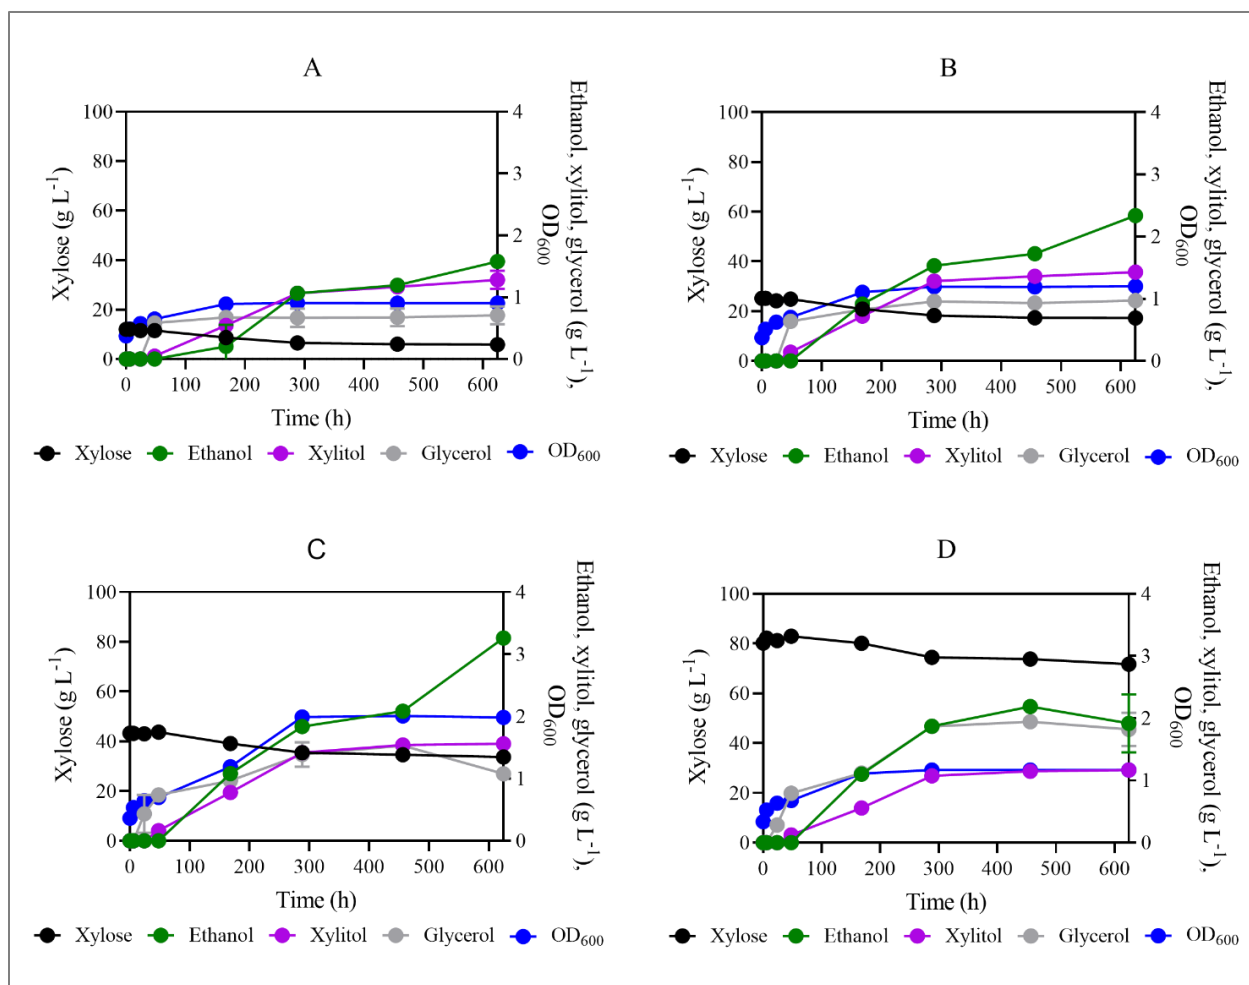 A
Xylose (g L-1)
100
80
60
40
20
0
0 100 200 300 400 500 600
Time (h)
4
3
2
1
0
Ethanol, xylitol, glycerol (g L-1),
OD600
Xylose Ethanol Xylitol Glycerol OD600
B
Xylose (g L-1)
100
80
60
40
20
0
0 100 200 300 400 500 600
Time (h)
4
3
2
1
0
Ethanol, xylitol, glycerol (g L-1),
OD600
Xylose Ethanol Xylitol Glycerol OD600
C
Xylose (g L-1)
100
80
60
40
20
0
0 100 200 300 400 500 600
Time (h)
4
3
2
1
0
Ethanol, xylitol, glycerol (g L-1),
OD600
Xylose Ethanol Xylitol Glycerol OD600
D
Xylose (g L-1)
100
80
60
40
20
0
0 100 200 300 400 500 600
Time (h)
4
3
2
1
0
Ethanol, xylitol, glycerol (g L-1),
OD600
Xylose Ethanol Xylitol Glycerol OD600